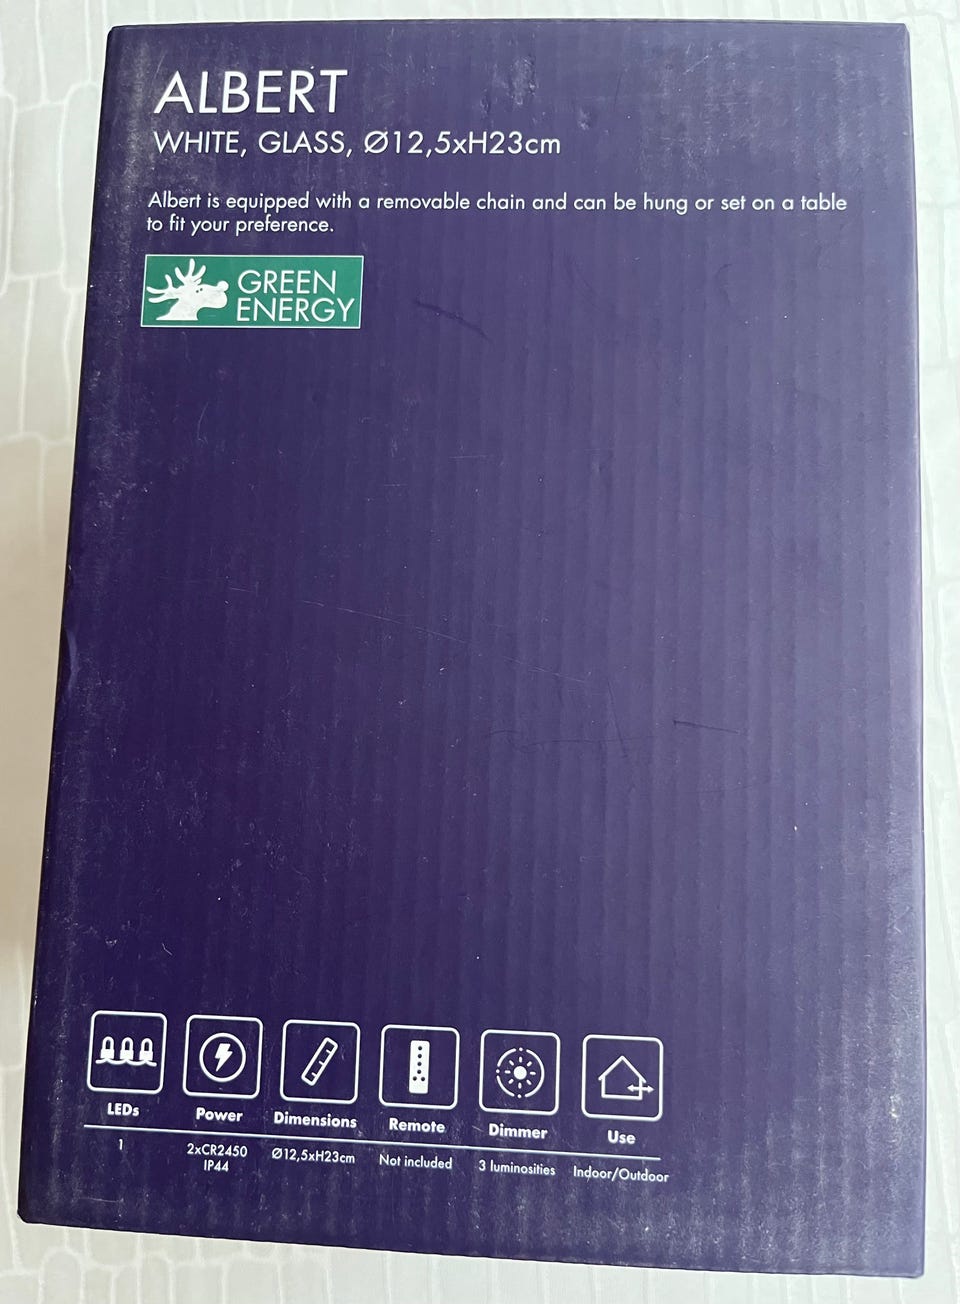 ALBERT
WHITE, GLASS, Ø12,5xH23cm
Albert is equipped with a removable chain and can be hung or set on a table
to fit your preference.
GREEN
ENERGY
LEDs Power Dimensions Remote Dimmer Use
1 2xCR2450 Ø12,5xH23cm Not included 3 luminosities Indoor/Outdoor
IP44